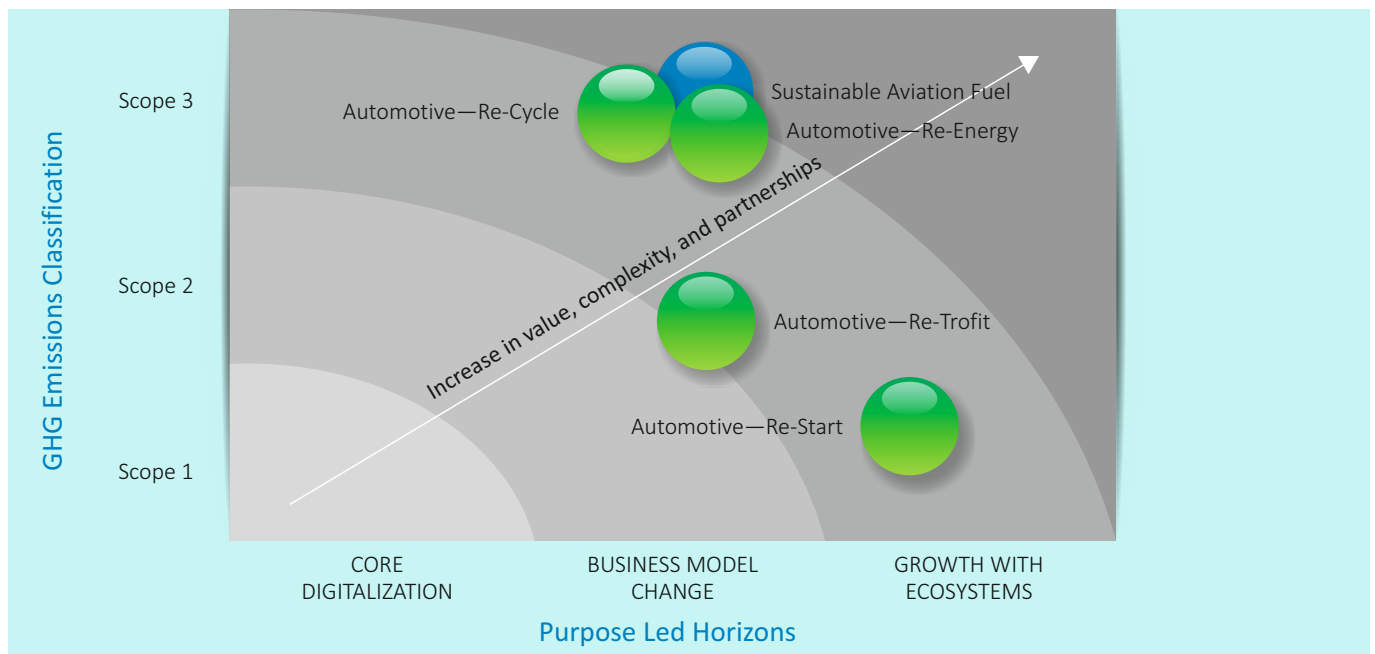 GHG Emissions Classification
Scope 3
Scope 2
Scope 1
Automotive—Re-Cycle
Sustainable Aviation Fuel
Automotive—Re-Energy
Increase in value, complexity, and partnerships
Automotive—Re-Trofit
Automotive—Re-Start
CORE
DIGITALIZATION
BUSINESS MODEL
CHANGE
GROWTH WITH
ECOSYSTEMS
Purpose Led Horizons